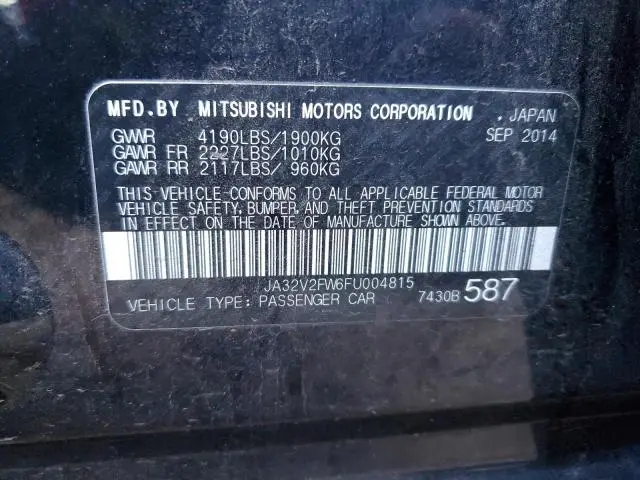 MFD.BY MITSUBISHI MOTORS CORPORATION , JAPAN
GVWR 4190LBS/1900KG SEP 2014
GAWR FR 2227LBS/1010KG
GAWR RR 2117LBS/ 960KG
THIS VEHICLE CONFORMS TO ALL APPLICABLE FEDERAL MOTOR
VEHICLE SAFETY, BUMPER, AND THEFT PREVENTION STANDARDS
IN EFFECT ON THE DATE OF MANUFACTURE SHOWN ABOVE.
JA32V2FW6FU004815
VEHICLE TYPE: PASSENGER CAR 7430B 587